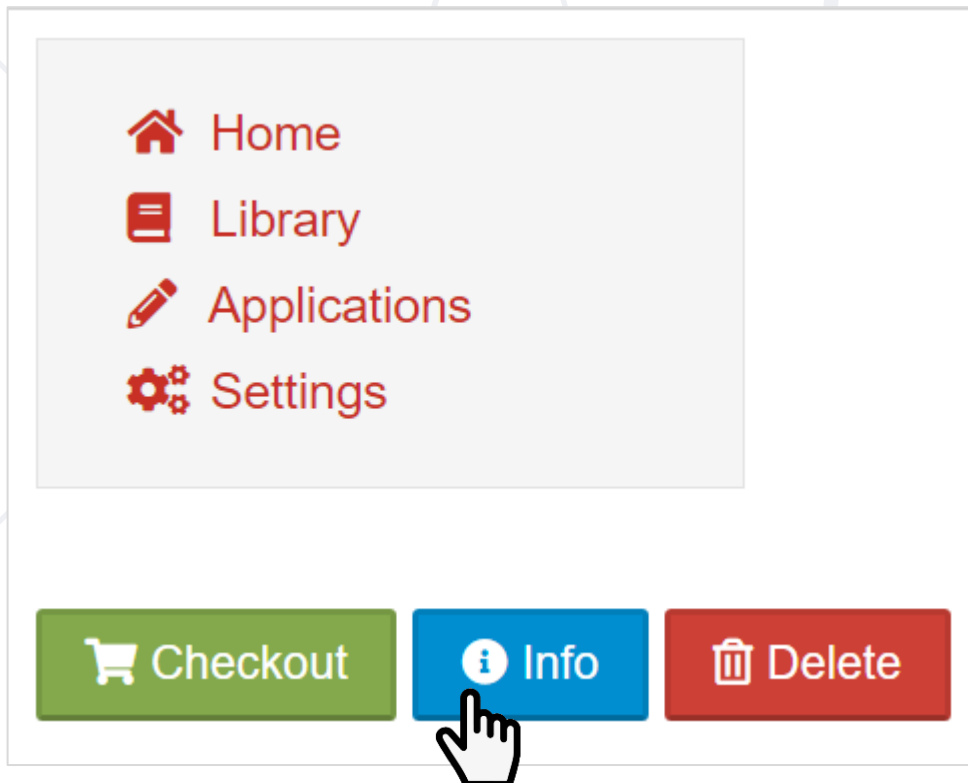 Home
Library
Applications
Settings
Checkout Info Delete